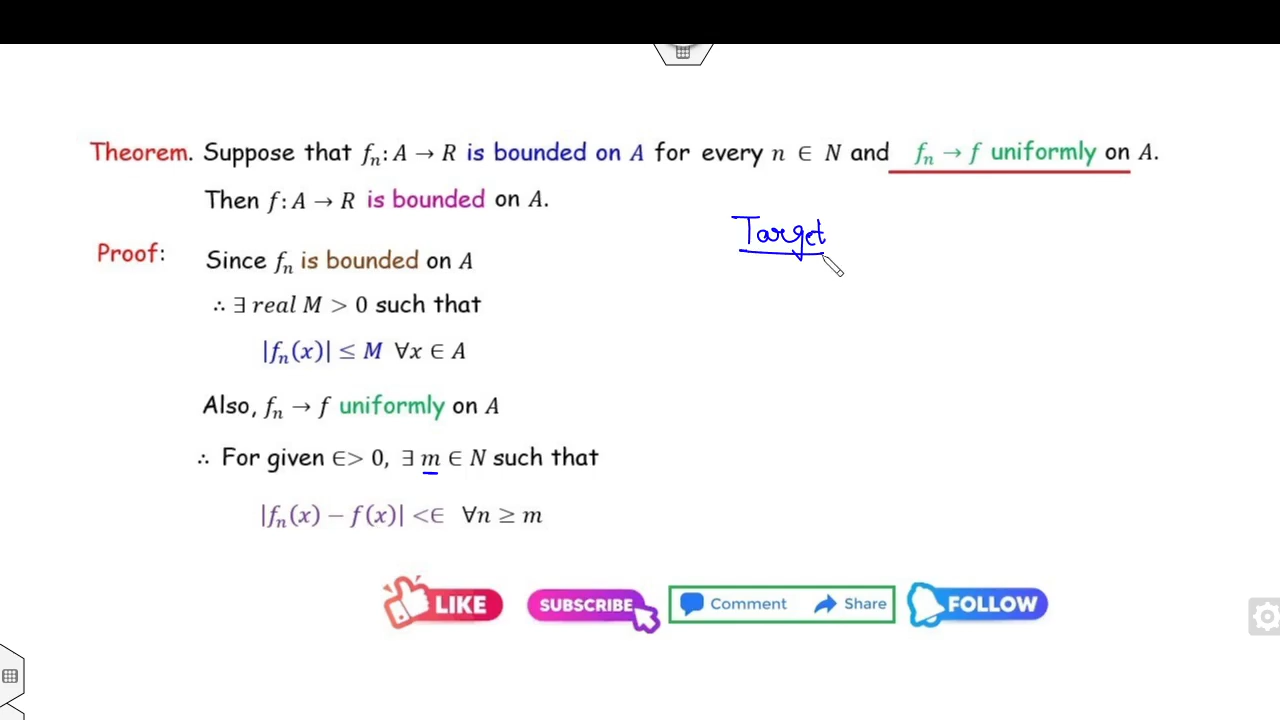 Theorem. Suppose that fₙ: A → R is bounded on A for every n ∈ N and fₙ → f uniformly on A.
Then f: A → R is bounded on A.
Target
Proof: Since fₙ is bounded on A
∴ ∃ real M > 0 such that
|fₙ(x)| ≤ M ∀x ∈ A
Also, fₙ → f uniformly on A
∴ For given ∈> 0, ∃ m ∈ N such that
|fₙ(x) − f(x)| <∈ ∀n ≥ m
LIKE SUBSCRIBE Comment Share FOLLOW